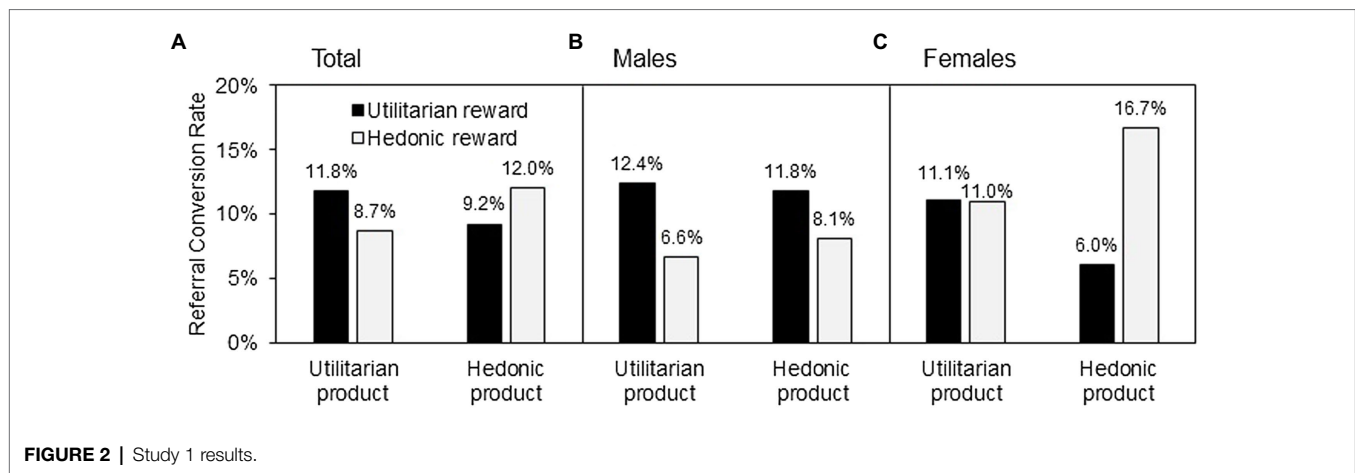 A
Total
B
Males
C
Females
Referral Conversion Rate
20%
15%
10%
5%
0%
Utilitarian reward
Hedonic reward
11.8%
8.7%
9.2%
12.0%
12.4%
6.6%
11.8%
8.1%
11.1%
11.0%
6.0%
16.7%
Utilitarian
product
Hedonic
product
Utilitarian
product
Hedonic
product
Utilitarian
product
Hedonic
product
FIGURE 2 | Study 1 results.